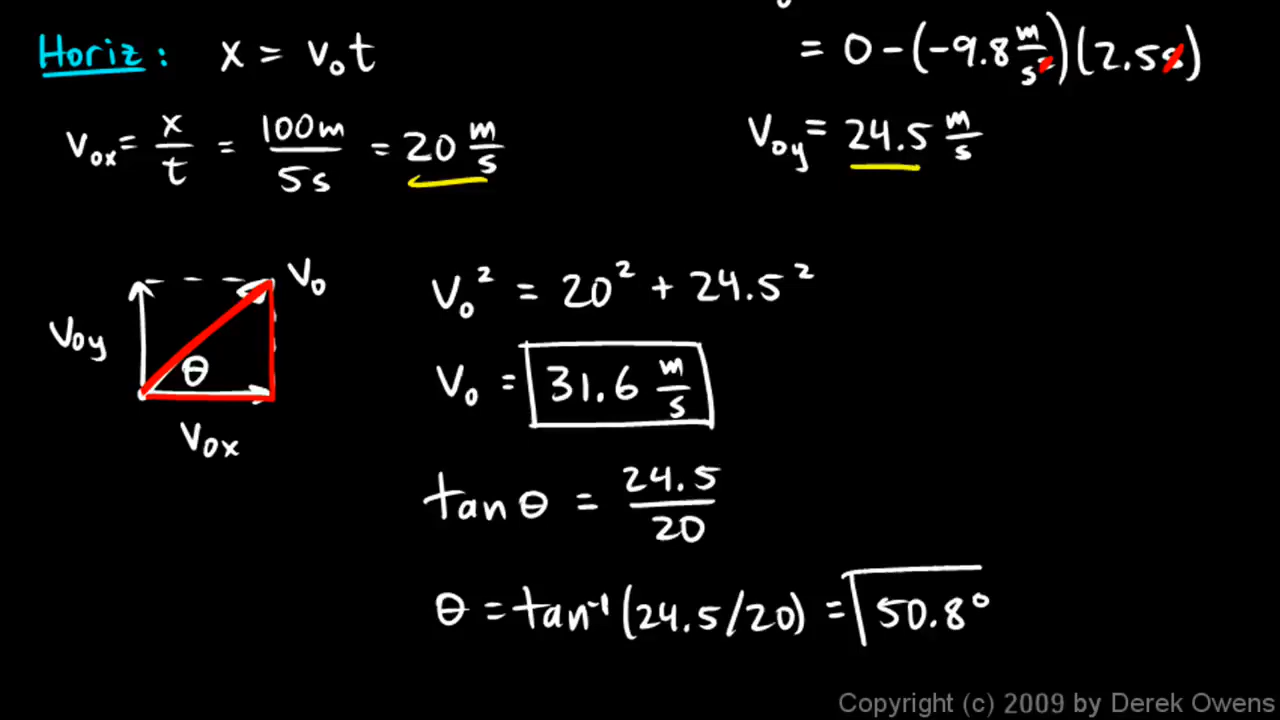 Horiz: x = v₀t
= 0 - (-9.8 m/s²)(2.5s)
v₀ₓ = x/t = 100m/5s = 20 m/s
v₀y = 24.5 m/s
v₀
v₀y
θ
v₀ₓ
v₀² = 20² + 24.5²
v₀ = 31.6 m/s
tan θ = 24.5/20
θ = tan⁻¹(24.5/20) = 50.8°
Copyright (c) 2009 by Derek Owens